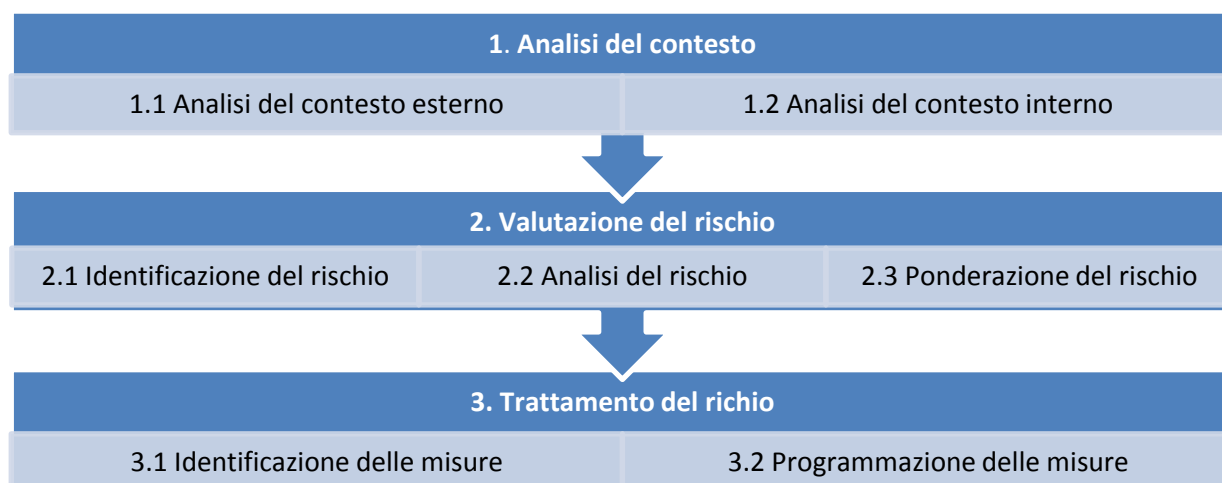 1. Analisi del contesto
1.1 Analisi del contesto esterno
1.2 Analisi del contesto interno
2. Valutazione del rischio
2.1 Identificazione del rischio
2.2 Analisi del rischio
2.3 Ponderazione del rischio
3. Trattamento del richio
3.1 Identificazione delle misure
3.2 Programmazione delle misure